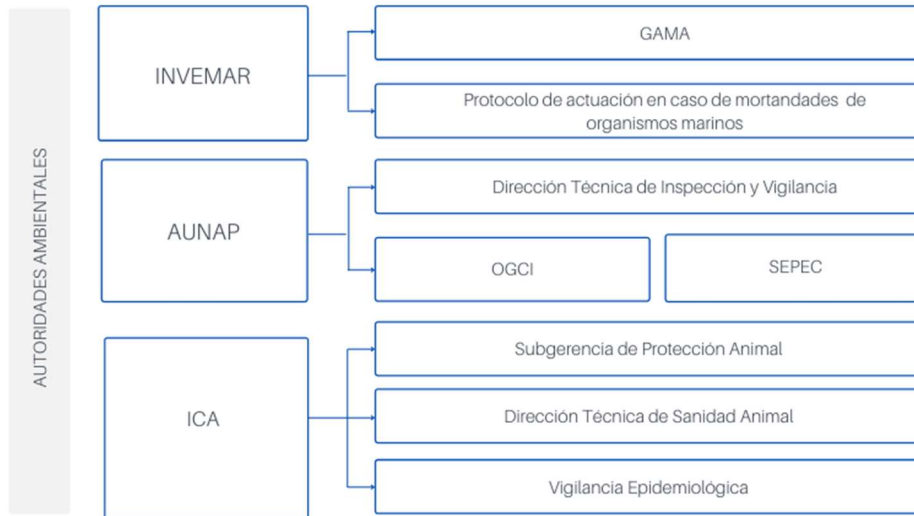 AUTORIDADES AMBIENTALES
INVEMAR
GAMA
Protocolo de actuación en caso de mortandades de
organismos marinos
AUNAP
Dirección Técnica de Inspección y Vigilancia
OGCI
SEPEC
ICA
Subgerencia de Protección Animal
Dirección Técnica de Sanidad Animal
Vigilancia Epidemiológica